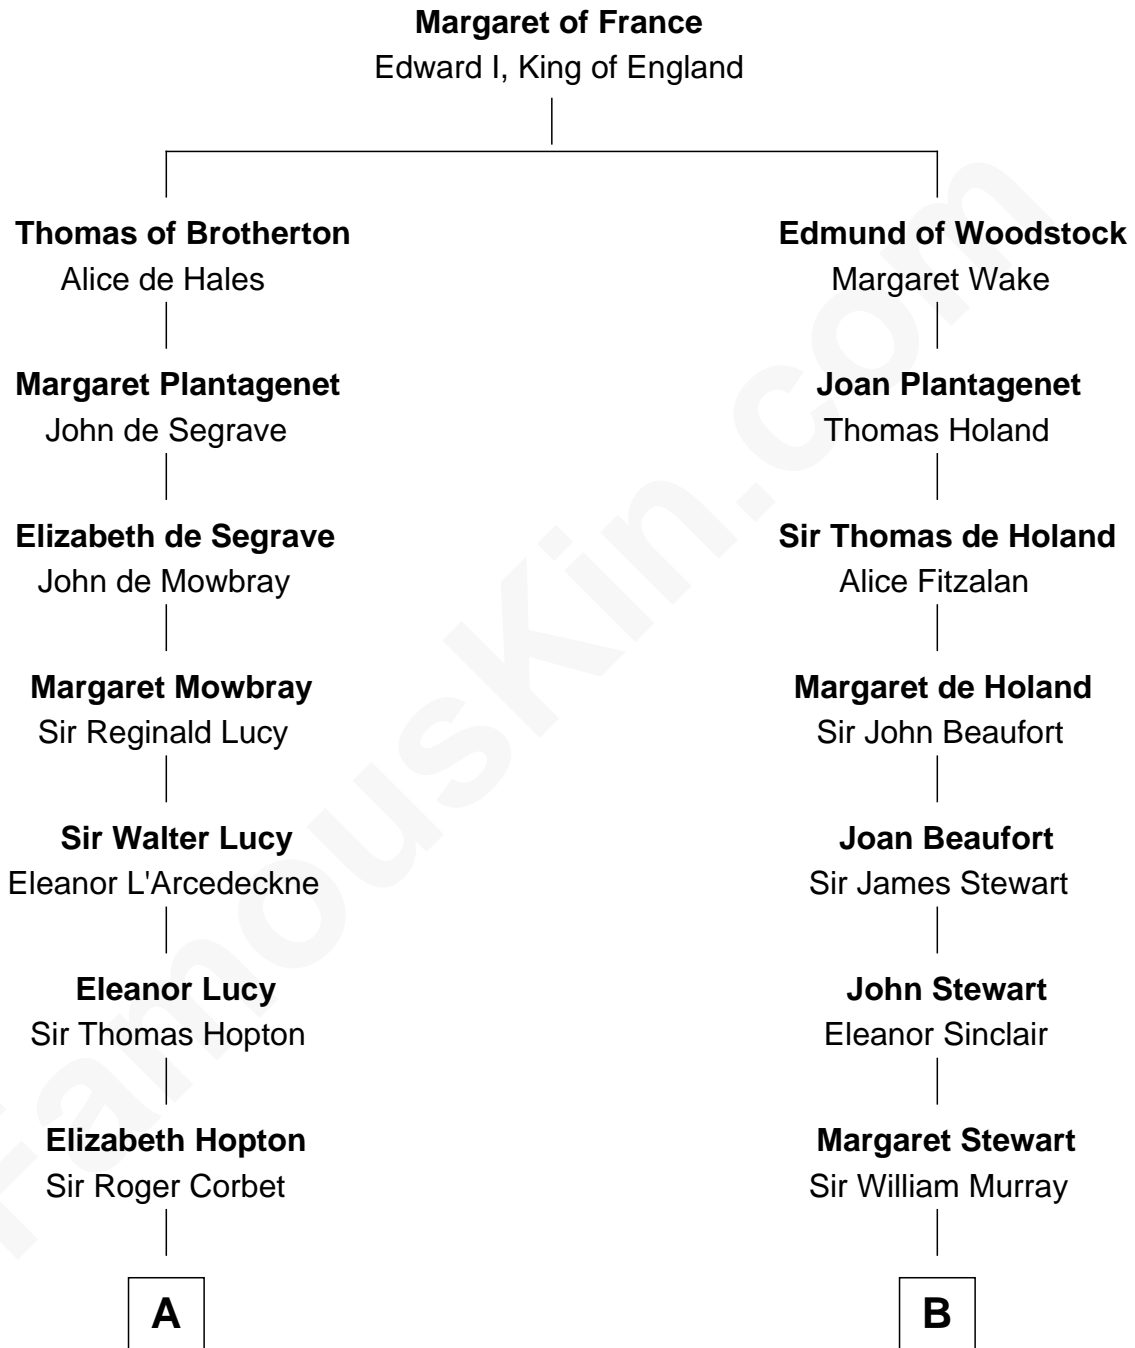 Margaret of France
Edward I, King of England
Thomas of Brotherton
Alice de Hales
Edmund of Woodstock
Margaret Wake
Margaret Plantagenet
John de Segrave
Joan Plantagenet
Thomas Holand
Elizabeth de Segrave
John de Mowbray
Sir Thomas de Holand
Alice Fitzalan
Margaret Mowbray
Sir Reginald Lucy
Margaret de Holand
Sir John Beaufort
Sir Walter Lucy
Eleanor L'Arcedeckne
Joan Beaufort
Sir James Stewart
Eleanor Lucy
Sir Thomas Hopton
John Stewart
Eleanor Sinclair
Elizabeth Hopton
Sir Roger Corbet
Margaret Stewart
Sir William Murray
A
B
FamousKin.com